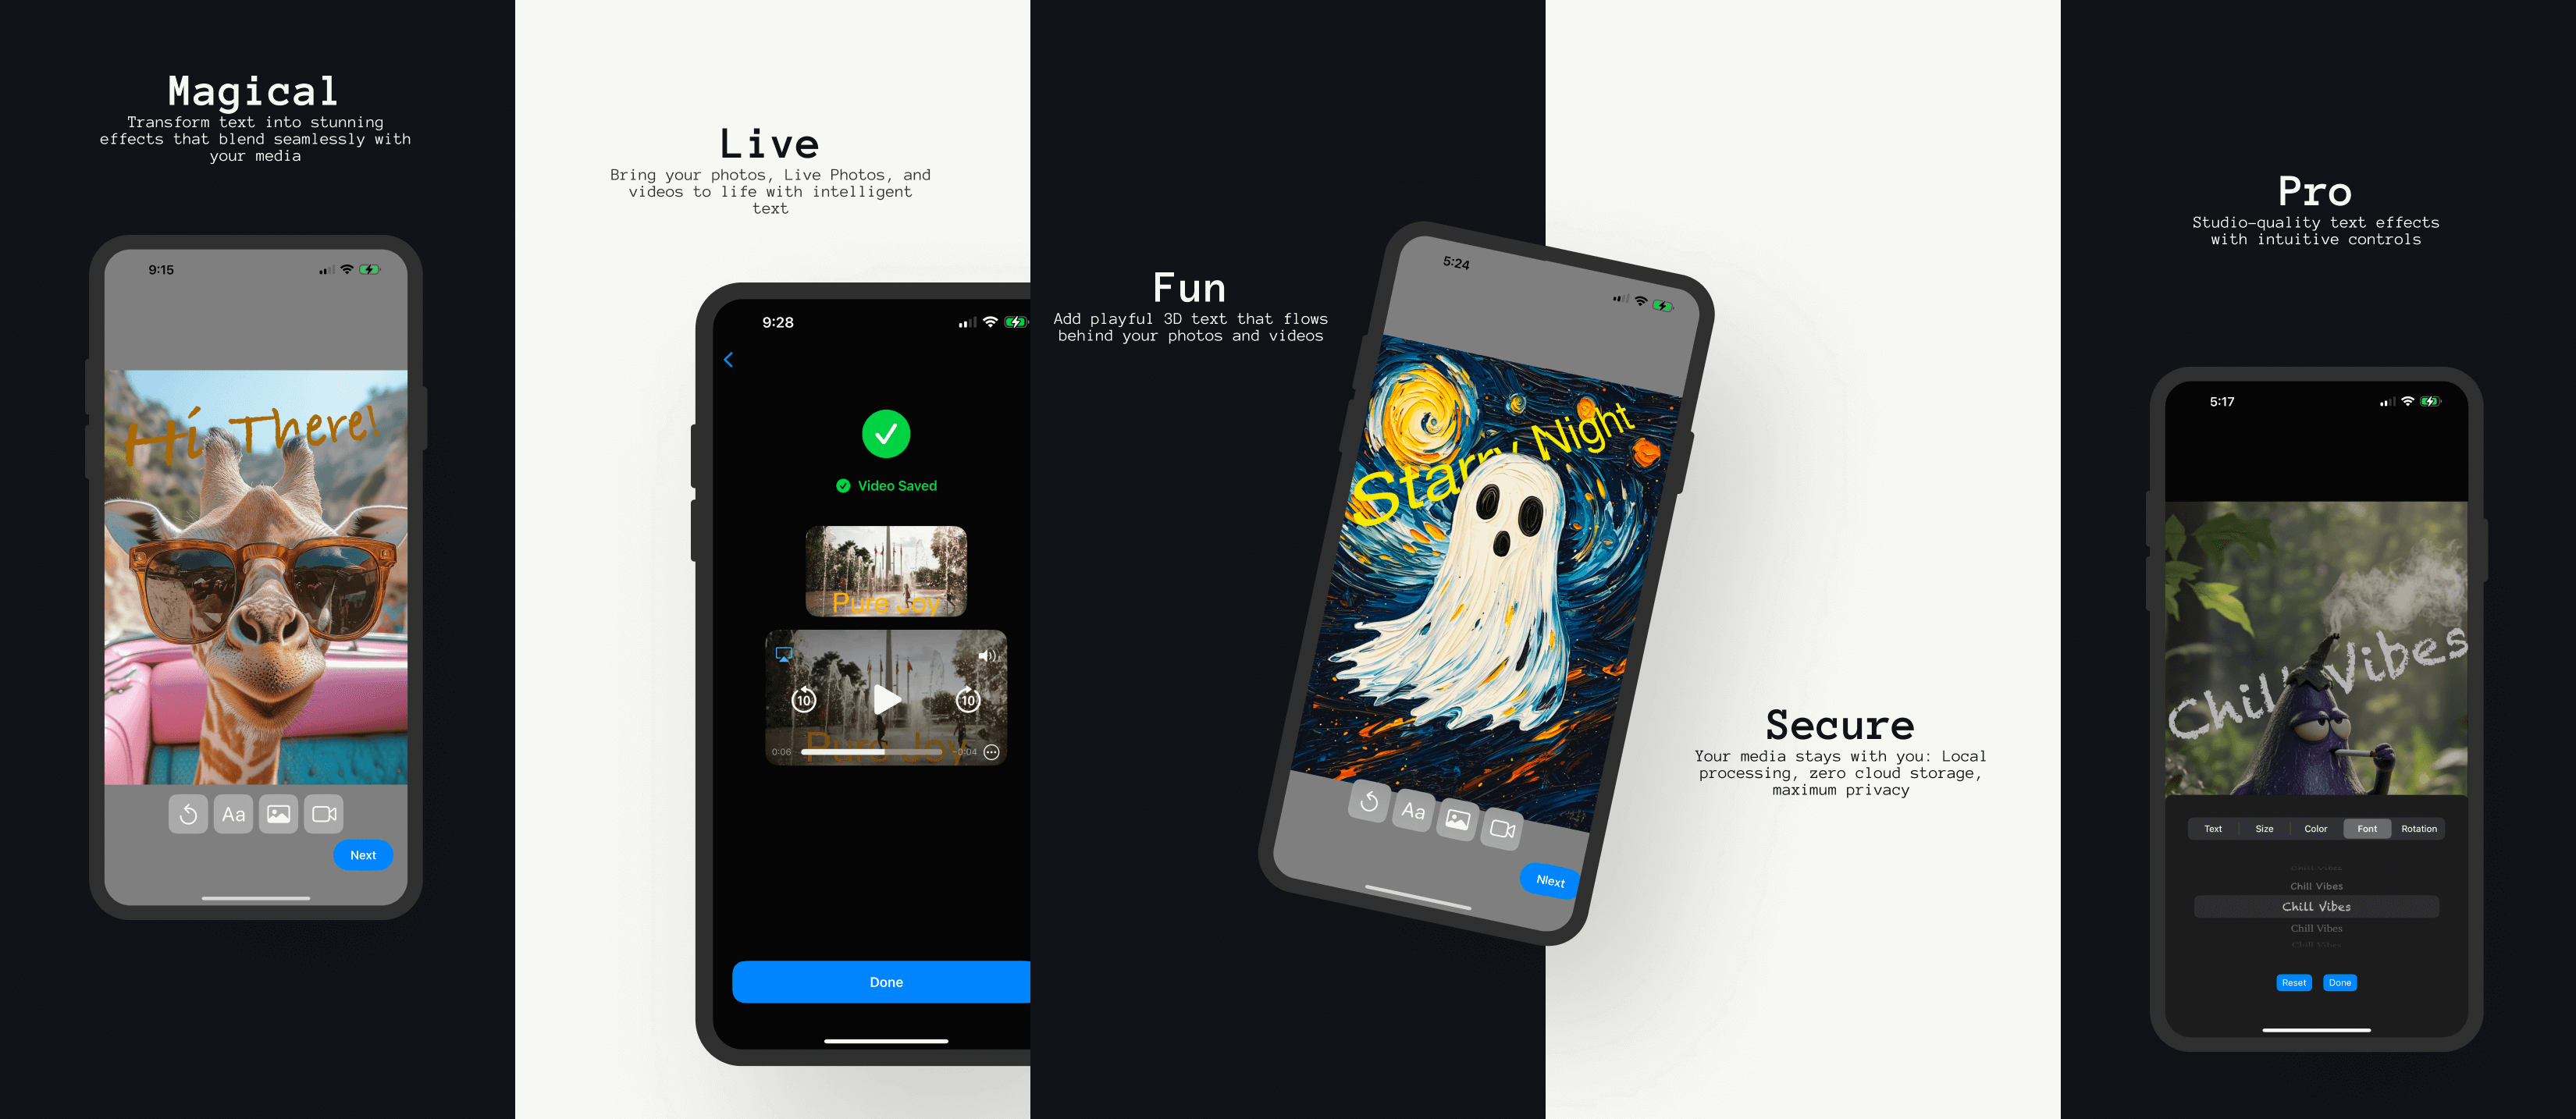 Magical
Transform text into stunning
effects that blend seamlessly with
your media
9:15
Hi There!
Aa
Next
Live
Bring your photos, Live Photos, and
videos to life with intelligent
text
9:28
Video Saved
Pure Joy
10
10
Pure Joy
0:06
-0:04
Done
Fun
Add playful 3D text that flows
behind your photos and videos
5:24
Starry Night
Aa
Next
Secure
Your media stays with you: Local
processing, zero cloud storage,
maximum privacy
Pro
Studio-quality text effects
with intuitive controls
5:17
Chill Vibes
Text Size Color Font Rotation
Chill Vibes
Chill Vibes
Chill Vibes
Chill Vibes
Chill Vibes
Reset Done